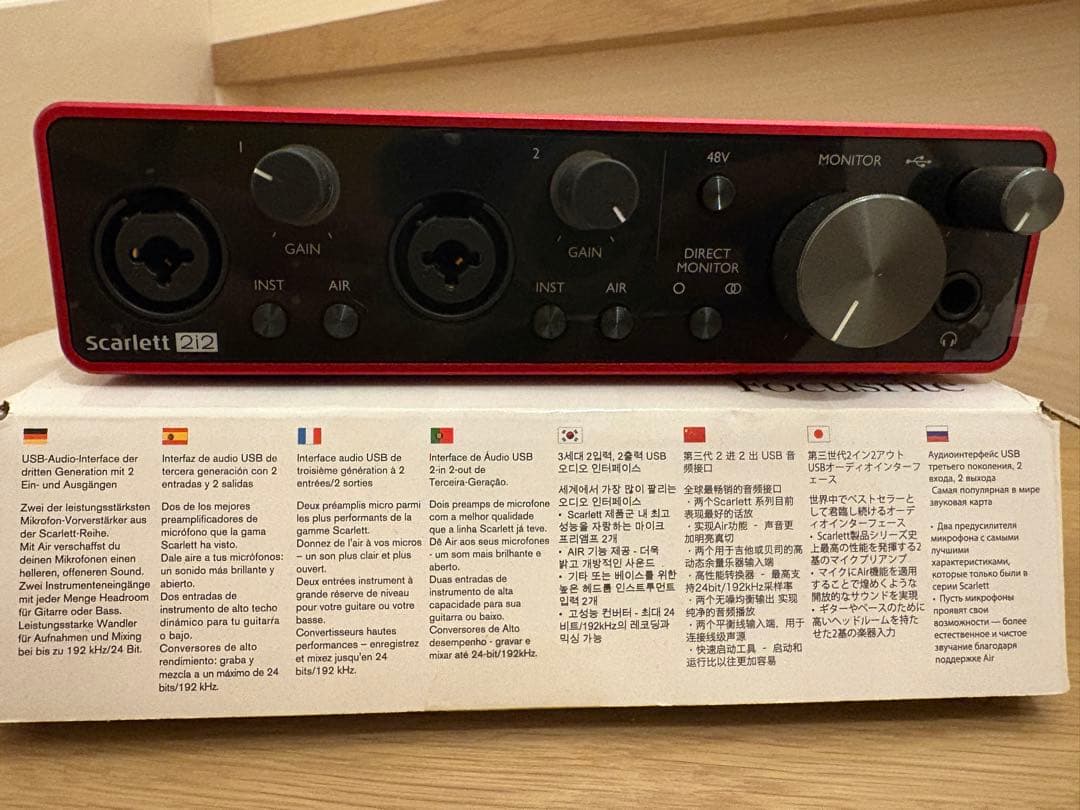 1
2
48V
MONITOR
GAIN
GAIN
DIRECT
MONITOR
INST
AIR
INST
AIR
Scarlett 2i2
Focusrite
USB-Audio-Interface der
dritten Generation mit 2
Ein- und Ausgängen
Zwei der leistungsstärksten
Mikrofon-Vorverstärker aus
der Scarlett-Reihe.
Mit Air verschaffst du
deinen Mikrofonen einen
helleren, offeneren Sound.
Zwei Instrumenteneingänge
mit jeder Menge Headroom
für Gitarre oder Bass.
Leistungsstarke Wandler
für Aufnahmen und Mixing
bei bis zu 192 kHz/24 Bit.
Interfaz de audio USB de
tercera generación con 2
entradas y 2 salidas
Dos de los mejores
preamplificadores de
micrófono que la gama
Scarlett ha visto.
Dale aire a tus micrófonos:
un sonido más brillante y
abierto.
Dos entradas de
instrumento de alto techo
dinámico para tu guitarra
o bajo.
Conversores de alto
rendimiento: graba y
mezcla a un máximo de 24
bits/192 kHz.
Interface audio USB de
troisième génération à 2
entrées/2 sorties
Deux préamplis micro parmi
les plus performants de la
gamme Scarlett.
Donnez de l'air à vos micros
– un son plus clair et plus
ouvert.
Deux entrées instrument à
grande réserve de niveau
pour votre guitare ou votre
basse.
Convertisseurs hautes
performances – enregistrez
et mixez jusqu'en 24
bits/192 kHz.
Interface de Áudio USB
2-in 2-out de
Terceira-Geração.
Dois preamps de microfone
com a melhor qualidade
que a linha Scarlett já teve.
Dê Air aos seus microfones
- um som mais brilhante e
aberto.
Duas entradas de
instrumento de alta
capacidade para sua
guitarra ou baixo.
Conversores de Alto
desempenho - gravar e
mixar até 24-bit/192kHz.
3세대 2입력, 2출력 USB
오디오 인터페이스
세계에서 가장 많이 팔리는
오디오 인터페이스
• Scarlett 제품군 내 최고
성능을 자랑하는 마이크
프리앰프 2개
• AIR 기능 제공 - 더욱
밝고 개방적인 사운드
• 기타 또는 베이스를 위한
높은 헤드룸 인스트루먼트
입력 2개
• 고성능 컨버터 - 최대 24
비트/192kHz의 레코딩과
믹싱 가능
第三代 2 进 2 出 USB 音
频接口
全球最畅销的音频接口
· 两个Scarlett 系列目前
表现最好的话放
· 实现Air功能 - 声音更
加明亮真切
· 两个用于吉他或贝司的高
动态余量乐器输入端
· 高性能转换器 - 最高支
持24bit/192kHz采样率
· 两个无噪均衡输出 实现
纯净的音频播放
· 两个平衡线输入端，用于
连接线级声源
· 快速启动工具 - 启动和
运行比以往更加容易
第三世代2イン2アウト
USBオーディオインターフ
ェース
世界中でベストセラーと
して君臨し続けるオーデ
ィオインターフェース
• Scarlett製品シリーズ史
上最高の性能を発揮する2
基のマイクプリアンプ
• マイクにAir機能を適用
することで煌めくような
開放的なサウンドを実現
• ギターやベースのために
高いヘッドルームを持た
せた2基の楽器入力
Аудиоинтерфейс USB
третьего поколения, 2
входа, 2 выхода
Самая популярная в мире
звуковая карта
• Два предусилителя
микрофона с самыми
лучшими
характеристиками,
которые только были в
серии Scarlett
• Пусть микрофоны
проявят свои
возможности — более
естественное и чистое
звучание благодаря
поддержке Air